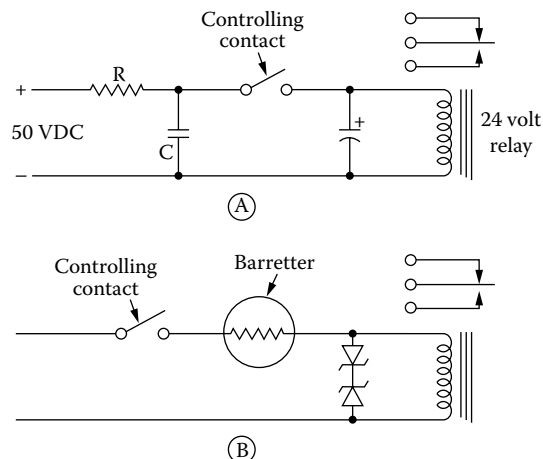 Controlling
contact
R
+
50 VDC
C
+
24 volt
relay
−
A
Controlling
contact
Barretter
B